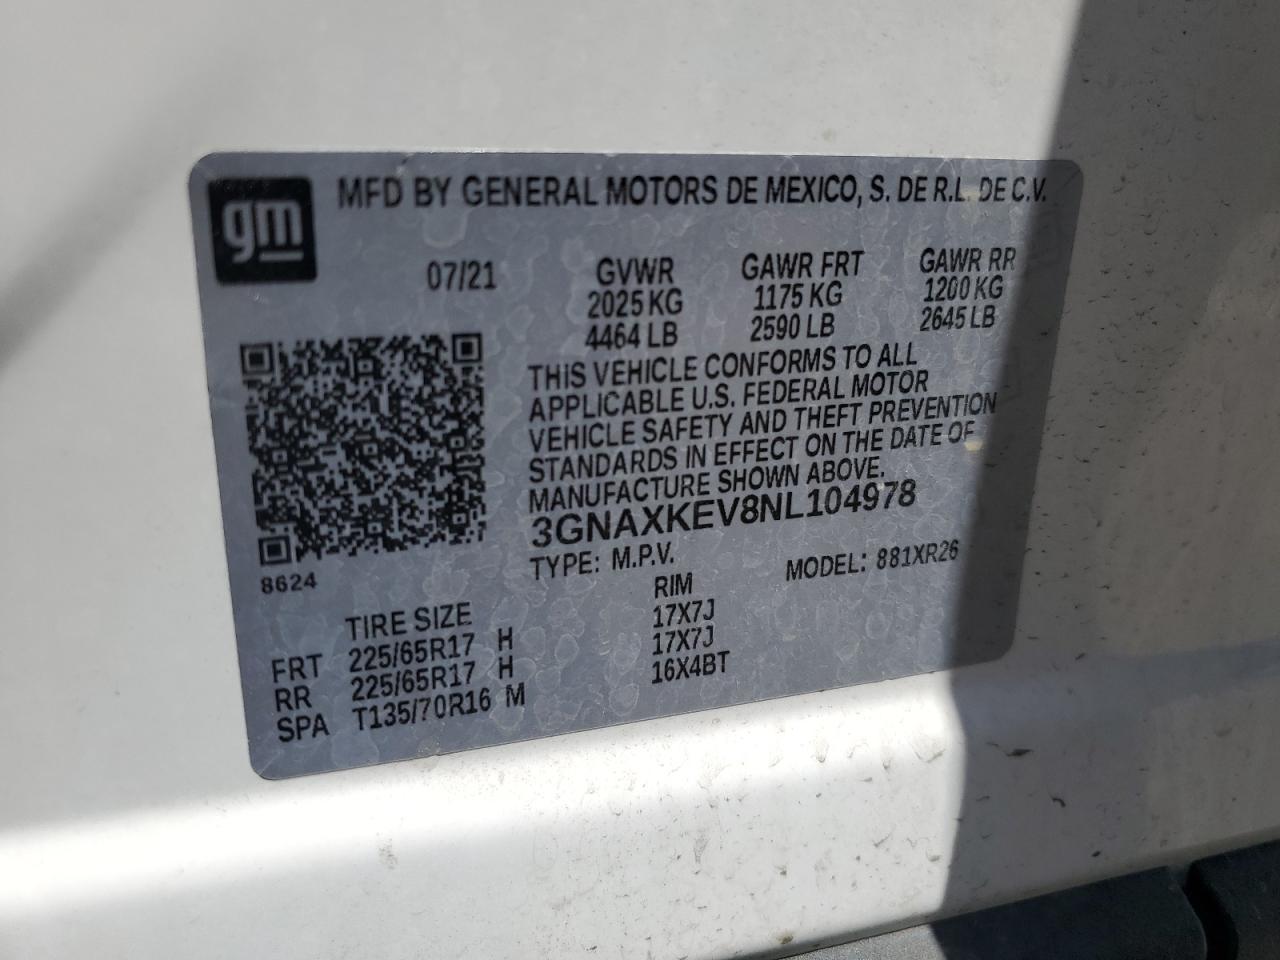 gm
MFD BY GENERAL MOTORS DE MEXICO, S. DE R.L. DE C.V.
07/21 GVWR GAWR FRT GAWR RR
2025 KG 1175 KG 1200 KG
4464 LB 2590 LB 2645 LB
THIS VEHICLE CONFORMS TO ALL
APPLICABLE U.S. FEDERAL MOTOR
VEHICLE SAFETY AND THEFT PREVENTION
STANDARDS IN EFFECT ON THE DATE OF
MANUFACTURE SHOWN ABOVE.
3GNAXKEV8NL104978
TYPE: M.P.V. MODEL: 881XR26
8624
TIRE SIZE RIM
FRT 225/65R17 H 17X7J
RR 225/65R17 H 17X7J
SPA T135/70R16 M 16X4BT